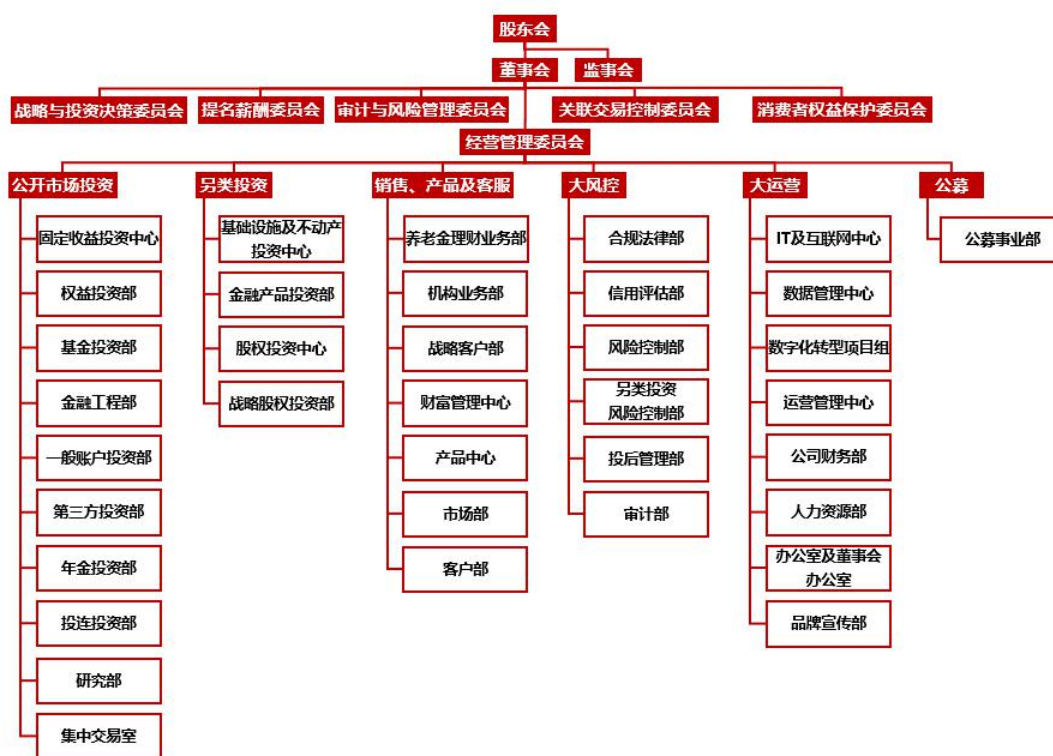 股东会
董事会
监事会
战略与投资决策委员会
提名薪酬委员会
审计与风险管理委员会
关联交易控制委员会
消费者权益保护委员会
经营管理委员会
公开市场投资
固定收益投资中心
权益投资部
基金投资部
金融工程部
一般账户投资部
第三方投资部
年金投资部
投连投资部
研究部
集中交易室
另类投资
基础设施及不动产
投资中心
金融产品投资部
股权投资中心
战略股权投资部
销售、产品及客服
养老金理财业务部
机构业务部
战略客户部
财富管理中心
产品中心
市场部
客户部
大风控
合规法律部
信用评估部
风险控制部
另类投资
风险控制部
投后管理部
审计部
大运营
IT及互联网中心
数据管理中心
数字化转型项目组
运营管理中心
公司财务部
人力资源部
办公室及董事会
办公室
品牌宣传部
公募
公募事业部